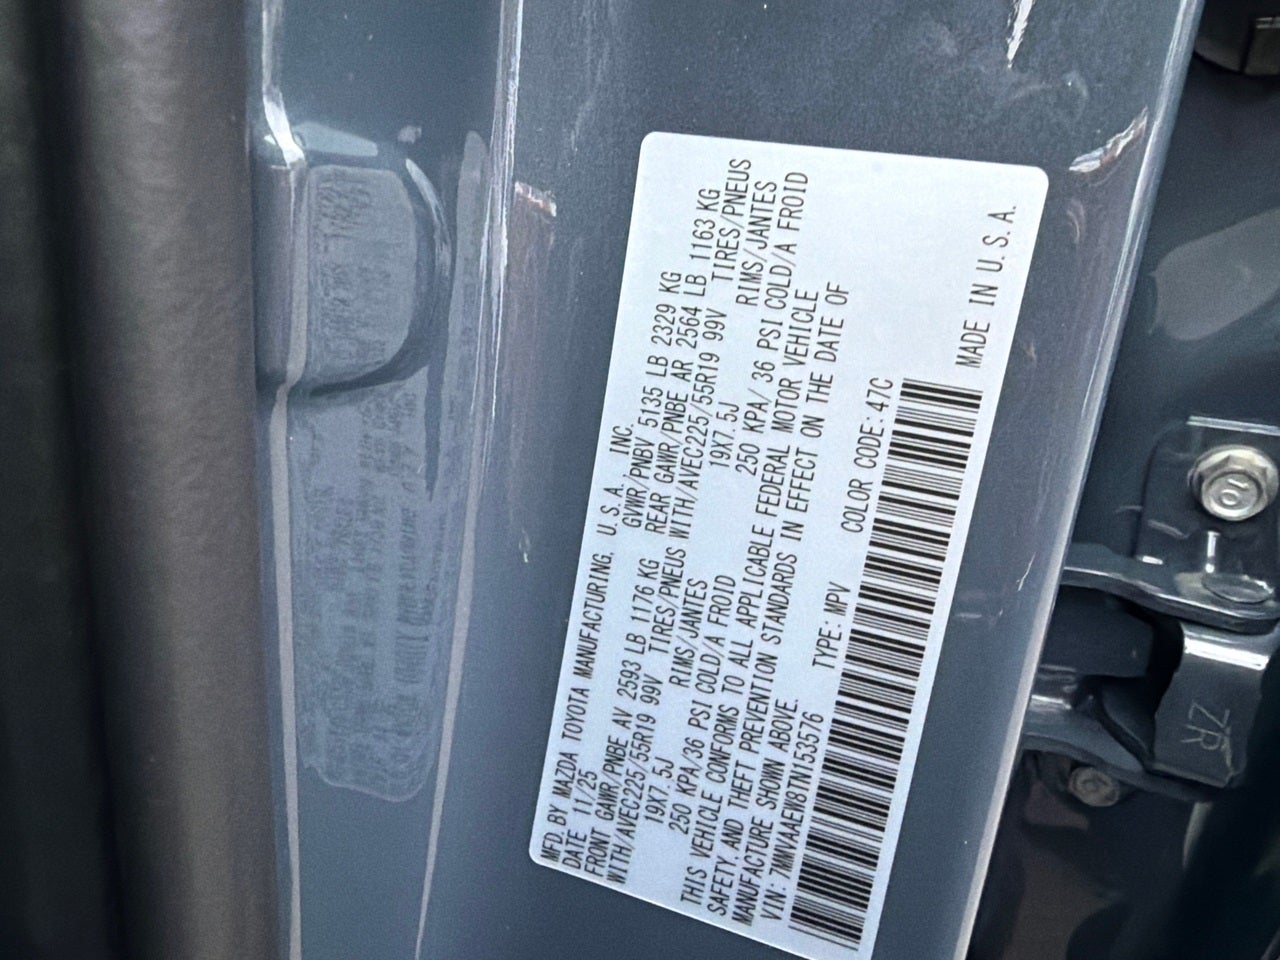 MFD. BY MAZDA TOYOTA MANUFACTURING, U.S.A., INC.
DATE 11/25 GVWR/PNBV 5135 LB 2329 KG
FRONT GAWR/PNBE AV 2593 LB 1176 KG REAR GAWR/PNBE AR 2564 LB 1163 KG
WITH/AVEC225/55R19 99V TIRES/PNEUS WITH/AVEC225/55R19 99V TIRES/PNEUS
19X7.5J RIMS/JANTES 19X7.5J RIMS/JANTES
250 KPA/36 PSI COLD/A FROID 250 KPA/ 36 PSI COLD/A FROID
THIS VEHICLE CONFORMS TO ALL APPLICABLE FEDERAL MOTOR VEHICLE
SAFETY, AND THEFT PREVENTION STANDARDS IN EFFECT ON THE DATE OF
MANUFACTURE SHOWN ABOVE.
VIN: 7MMVAAEW8TN153576 TYPE: MPV COLOR CODE: 47C
MADE IN U.S.A.
10
ZR